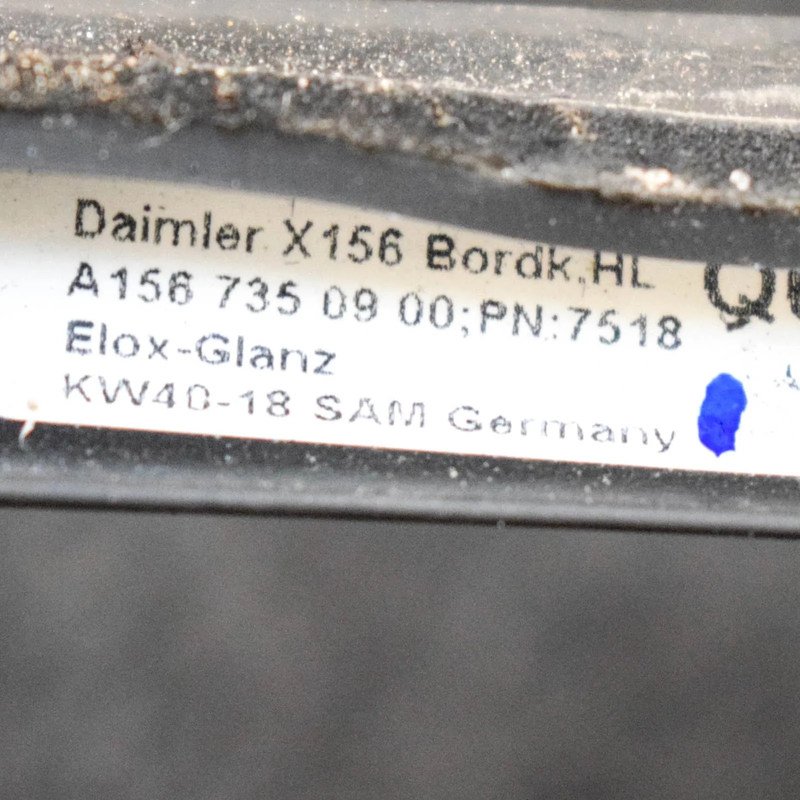 Daimler X156 Bordk,HL
A156 735 09 00;PN:7518
Elox-Glanz
KW40-18 SAM Germany